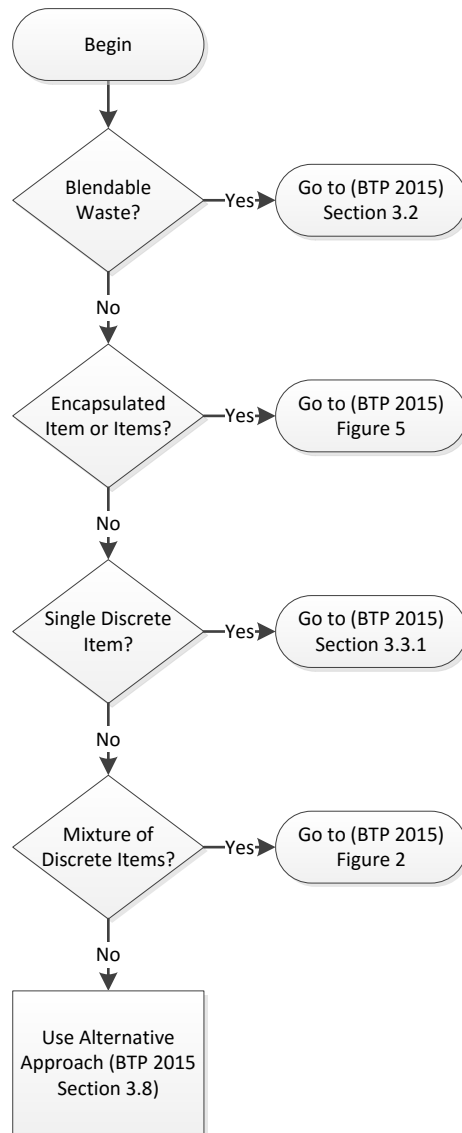 Begin
Blendable
Waste?
Yes
Go to (BTP 2015)
Section 3.2
No
Encapsulated
Item or Items?
Yes
Go to (BTP 2015)
Figure 5
No
Single Discrete
Item?
Yes
Go to (BTP 2015)
Section 3.3.1
No
Mixture of
Discrete Items?
Yes
Go to (BTP 2015)
Figure 2
No
Use Alternative
Approach (BTP 2015
Section 3.8)